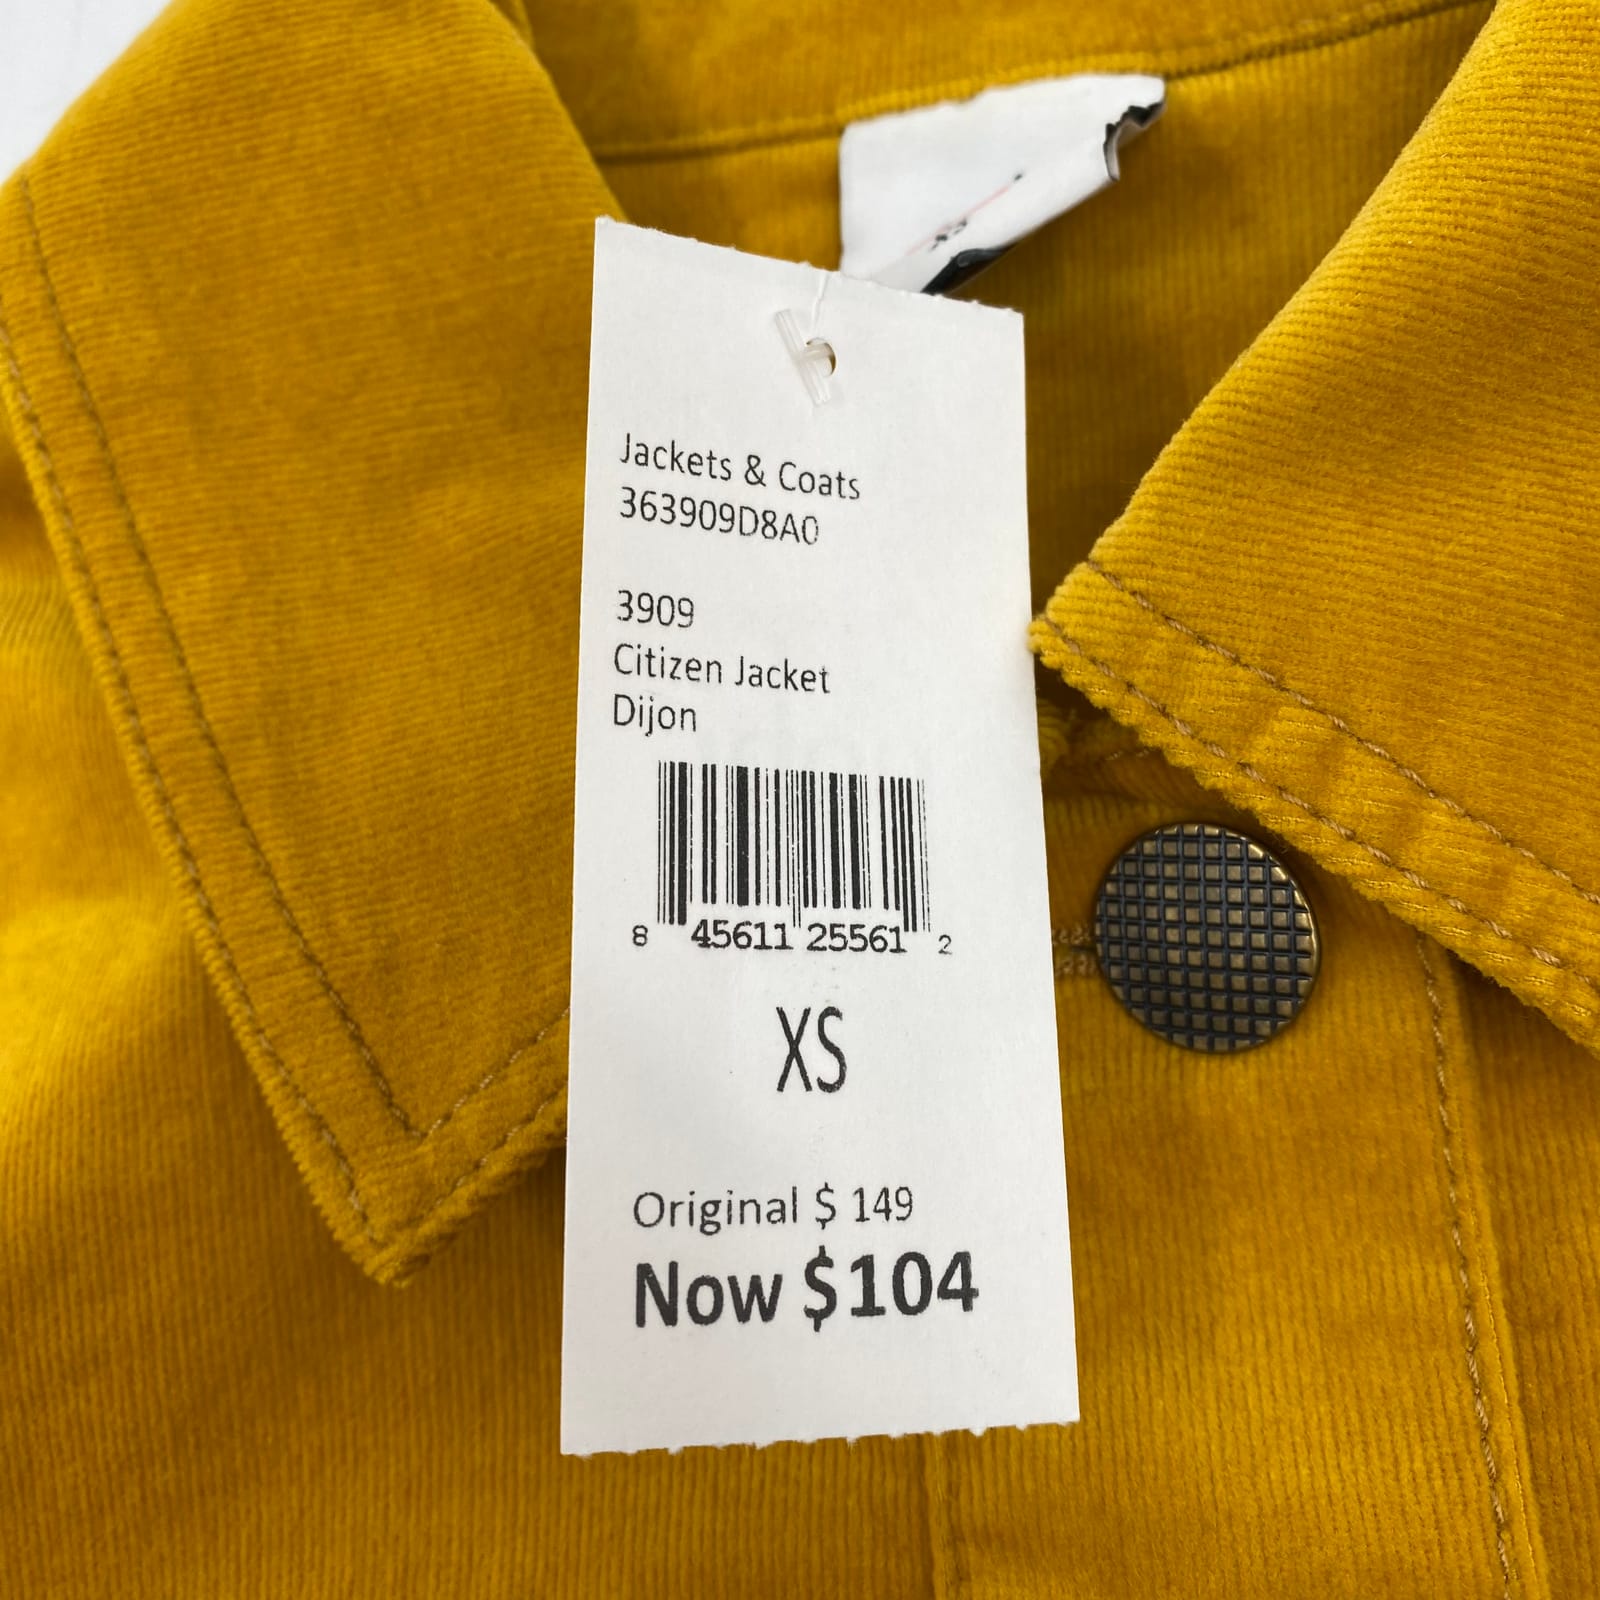 Jackets & Coats
363909D8A0
3909
Citizen Jacket
Dijon
8 45611 25561 2
XS
Original $ 149
Now $104